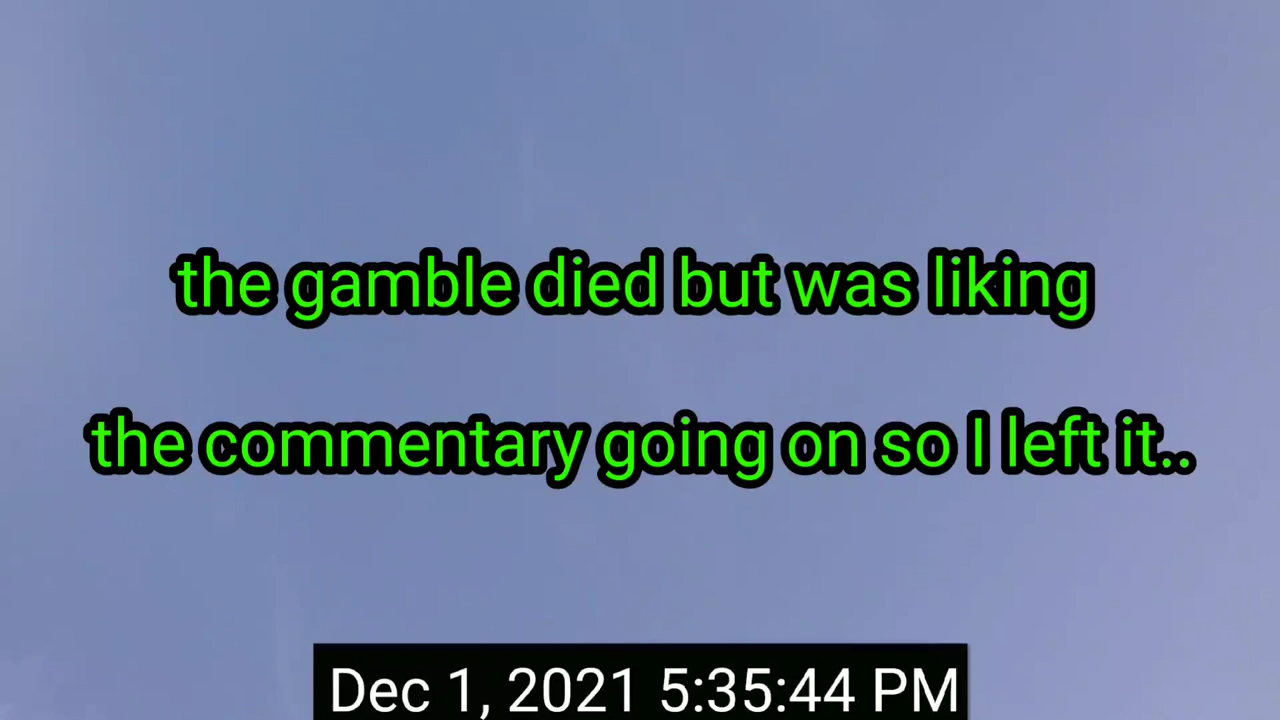 the gamble died but was liking
the commentary going on so I left it..
Dec 1, 2021 5:35:44 PM